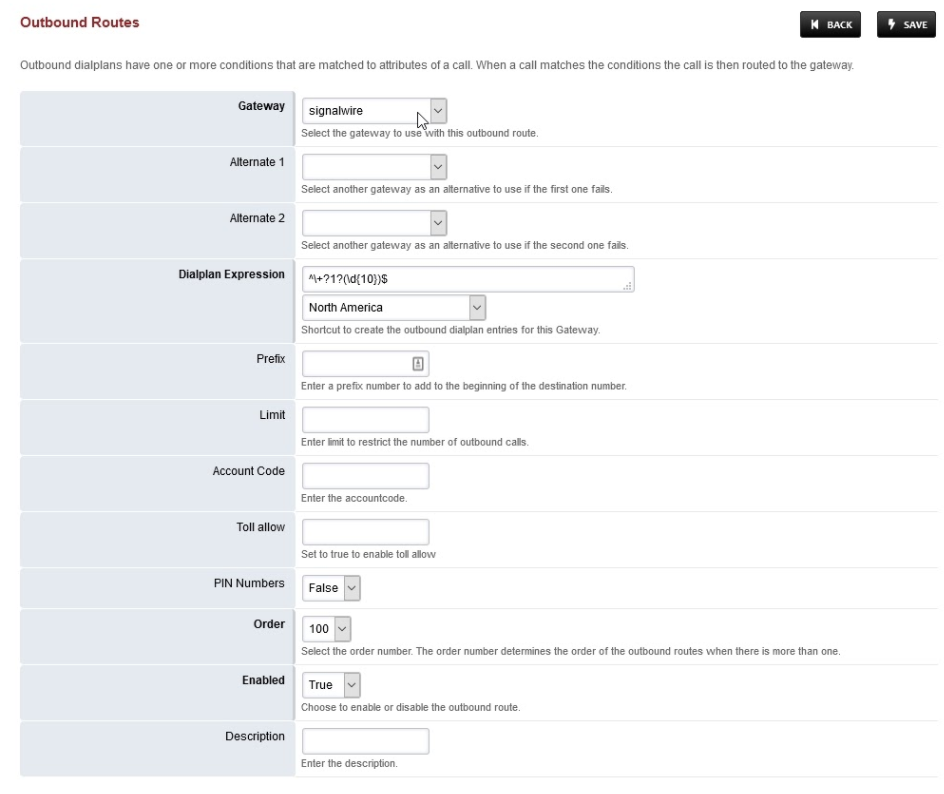 Outbound Routes
BACK
SAVE
Outbound dialplans have one or more conditions that are matched to attributes of a call. When a call matches the conditions the call is then routed to the gateway.
Gateway
signalwire
Select the gateway to use with this outbound route.
Alternate 1
Select another gateway as an alternative to use if the first one fails.
Alternate 2
Select another gateway as an alternative to use if the second one fails.
Dialplan Expression
^\+?1?(\d{10})$
North America
Shortcut to create the outbound dialplan entries for this Gateway.
Prefix
Enter a prefix number to add to the beginning of the destination number.
Limit
Enter limit to restrict the number of outbound calls.
Account Code
Enter the accountcode.
Toll allow
Set to true to enable toll allow
PIN Numbers
False
Order
100
Select the order number. The order number determines the order of the outbound routes when there is more than one.
Enabled
True
Choose to enable or disable the outbound route.
Description
Enter the description.